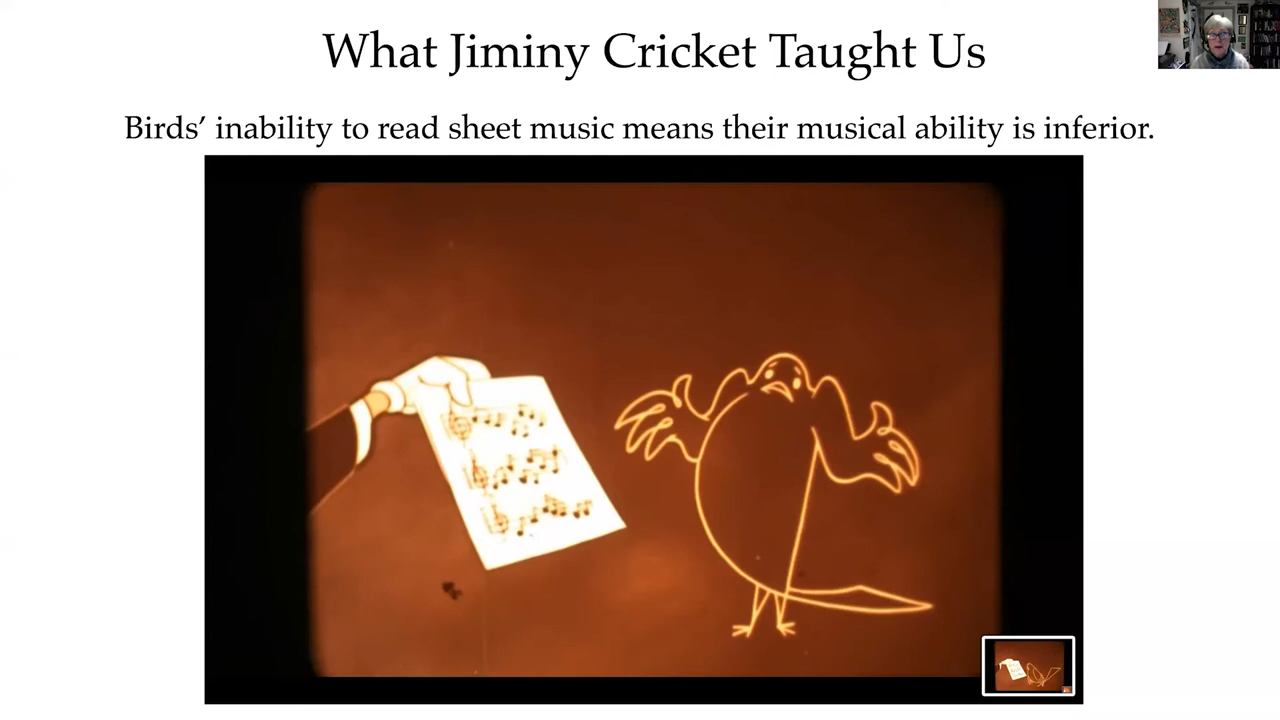 What Jiminy Cricket Taught Us
Birds’ inability to read sheet music means their musical ability is inferior.